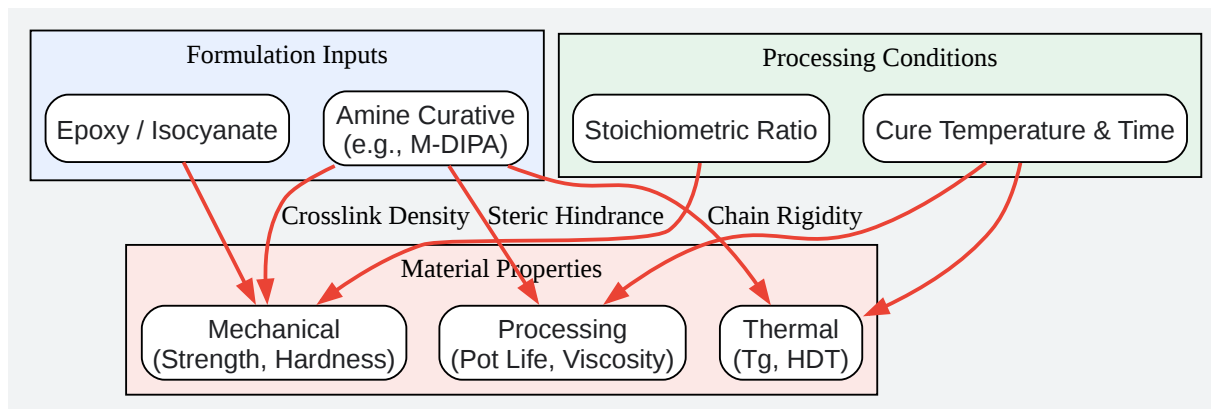 Formulation Inputs
Processing Conditions
Epoxy / Isocyanate
Amine Curative
(e.g., M-DIPA)
Stoichiometric Ratio
Cure Temperature & Time
Crosslink Density
Steric Hindrance
Chain Rigidity
Material Properties
Mechanical
(Strength, Hardness)
Processing
(Pot Life, Viscosity)
Thermal
(Tg, HDT)